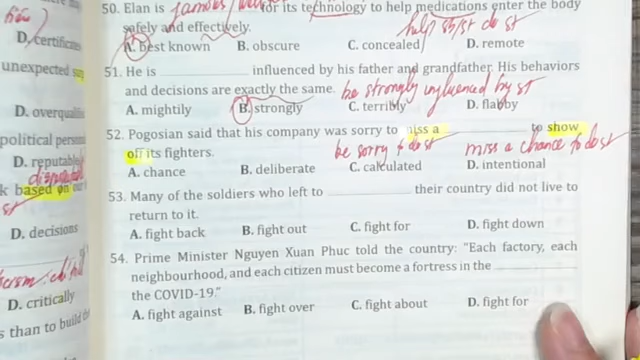 50. Elan is famous / well for its technology to help medications enter the body
safely and effectively. help sb/st do st
A. best known B. obscure C. concealed D. remote
51. He is ________ influenced by his father and grandfather. His behaviors
and decisions are exactly the same. be strongly influenced by st
A. mightily B. strongly C. terribly D. flabby
52. Pogosian said that his company was sorry to miss a ________ to show
off its fighters. be sorry to do st miss a chance to do st
A. chance B. deliberate C. calculated D. intentional
53. Many of the soldiers who left to ________ their country did not live to
return to it.
A. fight back B. fight out C. fight for D. fight down
54. Prime Minister Nguyen Xuan Phuc told the country: "Each factory, each
neighbourhood, and each citizen must become a fortress in the ________
the COVID-19."
A. fight against B. fight over C. fight about D. fight for
D. certificate
unexpected
D. overquali
political person
D. reputable
k based on our
D. decisions
D. critically
s than to build